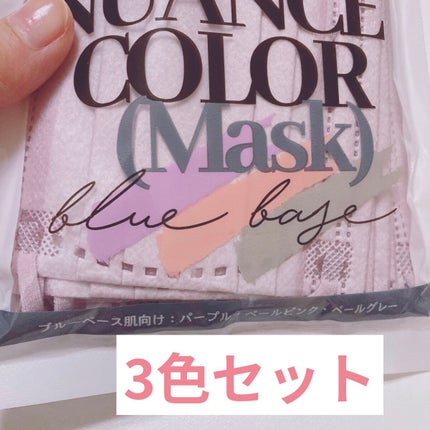 NUANCE
COLOR
(Mask)
blue base
ブルーベース肌向け：パープル・ペールピンク・ペールグレー
3色セット